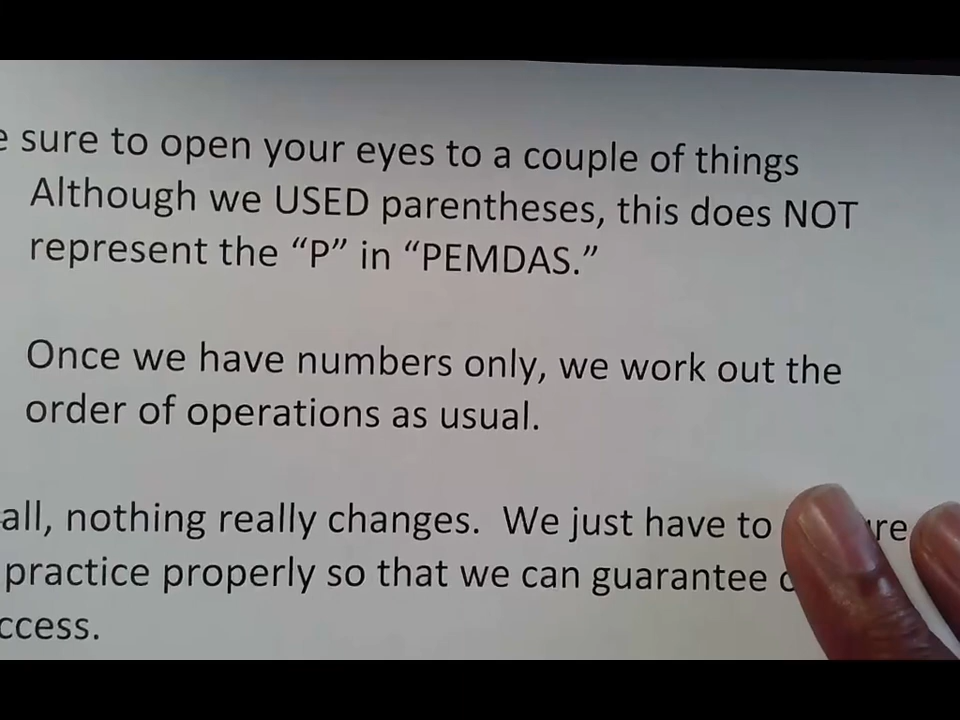 sure to open your eyes to a couple of things
Although we USED parentheses, this does NOT
represent the “P” in “PEMDAS.”
Once we have numbers only, we work out the
order of operations as usual.
all, nothing really changes. We just have to
practice properly so that we can guarantee